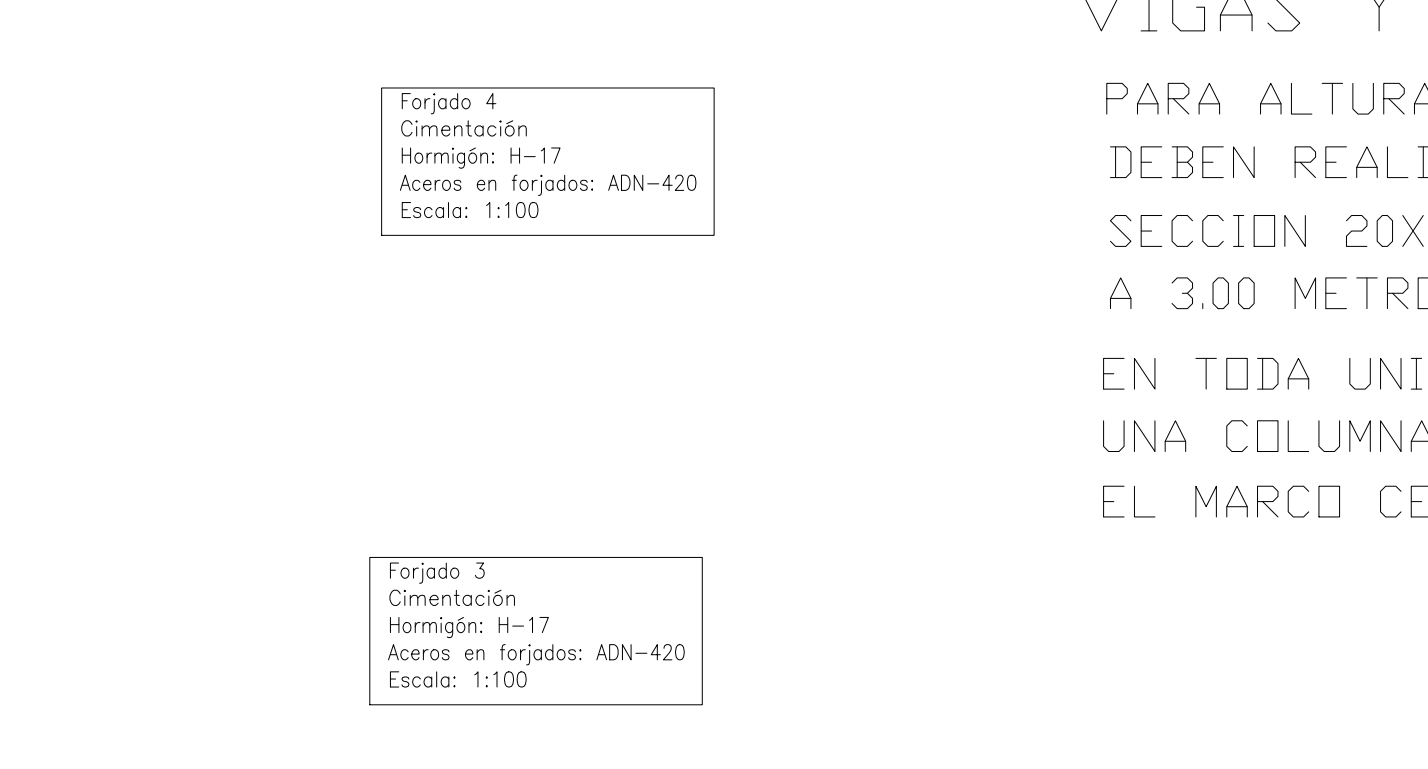 Forjado 4
Cimentación
Hormigón: H-17
Aceros en forjados: ADN-420
Escala: 1:100
Forjado 3
Cimentación
Hormigón: H-17
Aceros en forjados: ADN-420
Escala: 1:100
VIGAS Y
PARA ALTURA
DEBEN REALI
SECCION 20X
A 3.00 METRO
EN TODA UNI
UNA COLUMNA
EL MARCO CE